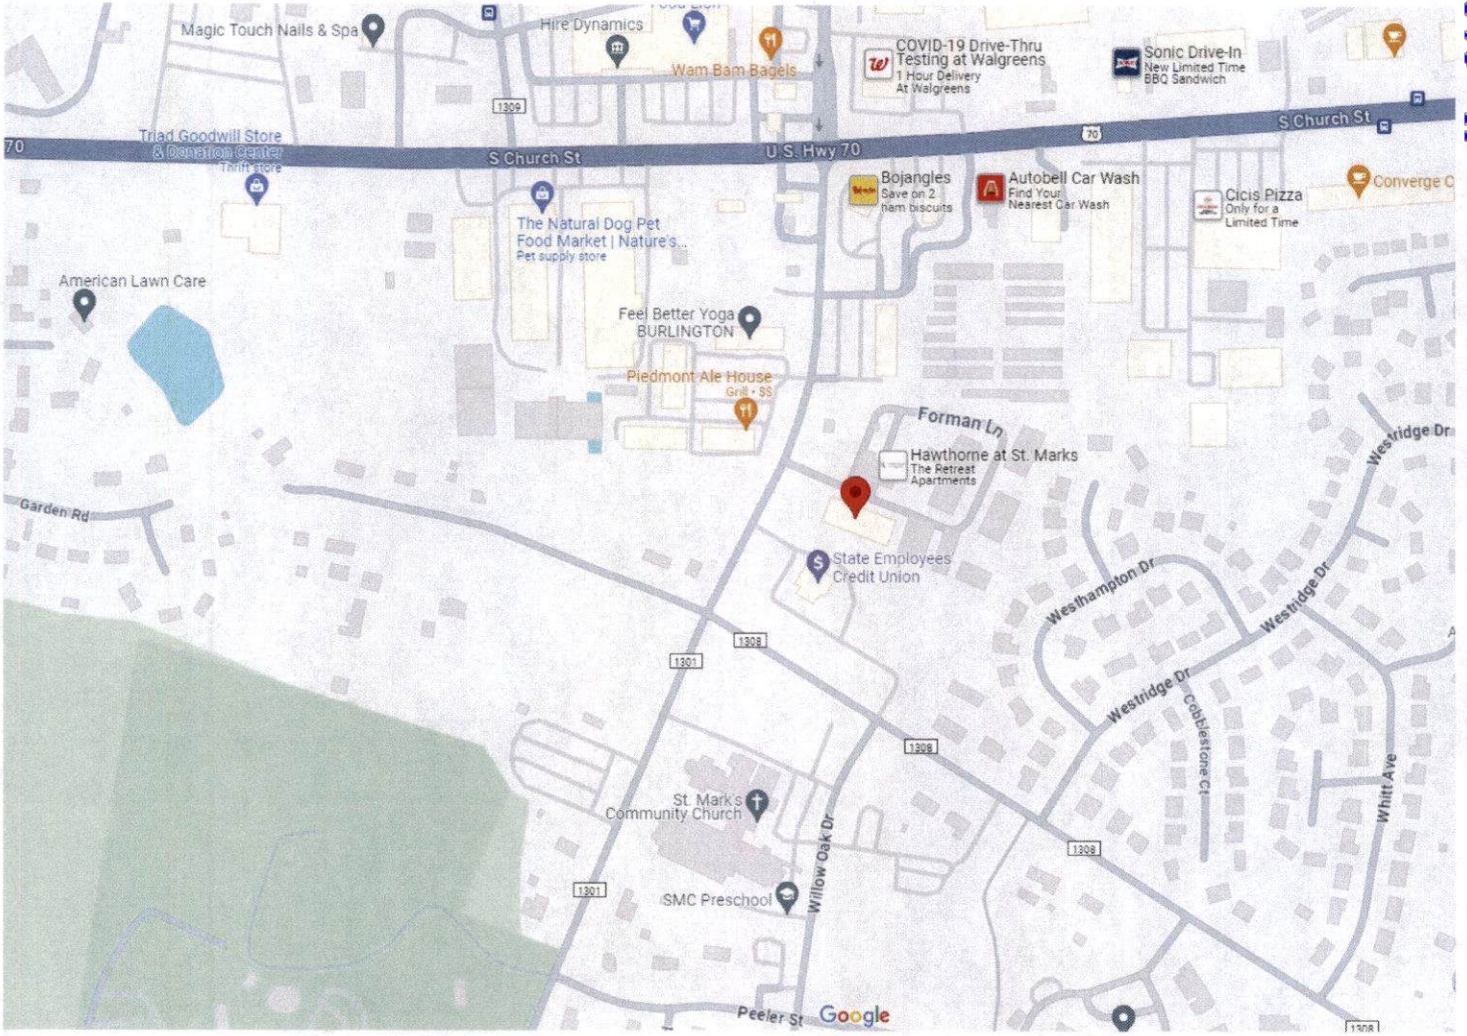 Food Lion
Magic Touch Nails & Spa
Hire Dynamics
Wam Bam Bagels
COVID-19 Drive-Thru
Testing at Walgreens
1 Hour Delivery
At Walgreens
Sonic Drive-In
New Limited Time
BBQ Sandwich
1309
70
S Church St
U.S. Hwy 70
70
S Church St
Triad Goodwill Store
& Donation Center
Thrift store
The Natural Dog Pet
Food Market | Nature's...
Pet supply store
Bojangles
Save on 2
ham biscuits
Autobell Car Wash
Find Your
Nearest Car Wash
Cicis Pizza
Only for a
Limited Time
Converge C
American Lawn Care
Feel Better Yoga
BURLINGTON
Piedmont Ale House
Grill • $$
Forman Ln
Hawthorne at St. Marks
The Retreat
Apartments
Westridge Dr
Garden Rd
State Employees'
Credit Union
Westhampton Dr
Westridge Dr
1308
1301
Westridge Dr
Cobblestone Ct
1308
Whitt Ave
St. Mark's
Community Church
Willow Oak Dr
1308
1301
SMC Preschool
Peeler St
Google
1308